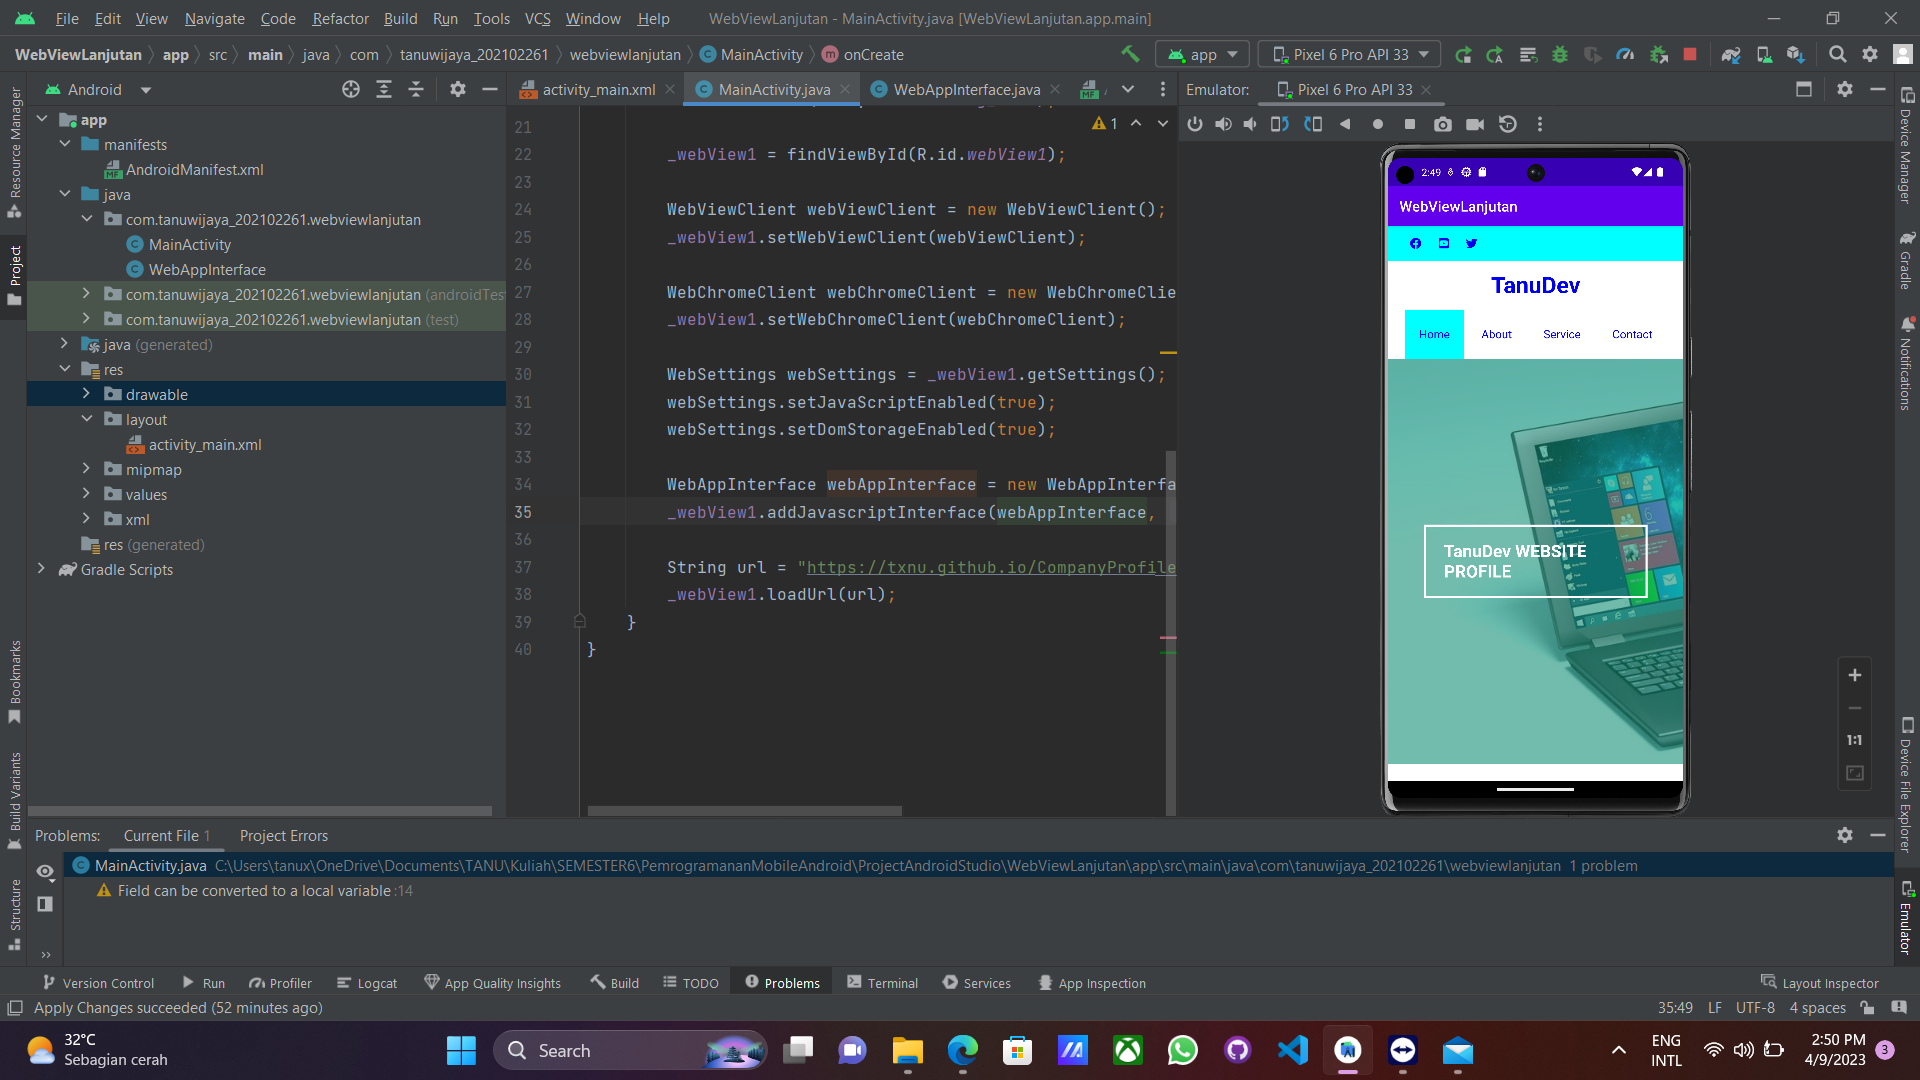 File Edit View Navigate Code Refactor Build Run Tools VCS Window Help WebViewLanjutan - MainActivity.java [WebViewLanjutan.app.main]
WebViewLanjutan app src main java com tanuwijaya_202102261 webviewlanjutan MainActivity onCreate app Pixel 6 Pro API 33
Android
activity_main.xml MainActivity.java WebAppInterface.java
Emulator: Pixel 6 Pro API 33
Resource Manager
Project
Bookmarks
Build Variants
Structure
app
manifests
AndroidManifest.xml
java
com.tanuwijaya_202102261.webviewlanjutan
MainActivity
WebAppInterface
com.tanuwijaya_202102261.webviewlanjutan (androidTes
com.tanuwijaya_202102261.webviewlanjutan (test)
java (generated)
res
drawable
layout
activity_main.xml
mipmap
values
xml
res (generated)
Gradle Scripts
1
21
22 _webView1 = findViewById(R.id.webView1);
23
24 WebViewClient webViewClient = new WebViewClient();
25 _webView1.setWebViewClient(webViewClient);
26
27 WebChromeClient webChromeClient = new WebChromeClie
28 _webView1.setWebChromeClient(webChromeClient);
29
30 WebSettings webSettings = _webView1.getSettings();
31 webSettings.setJavaScriptEnabled(true);
32 webSettings.setDomStorageEnabled(true);
33
34 WebAppInterface webAppInterface = new WebAppInterfa
35 _webView1.addJavascriptInterface(webAppInterface,
36
37 String url = "https://txnu.github.io/CompanyProfile
38 _webView1.loadUrl(url);
39 }
40 }
2:49
WebViewLanjutan
TanuDev
Home About Service Contact
TanuDev WEBSITE
PROFILE
1:1
Device Manager
Gradle
Notifications
Device File Explorer
Emulator
Problems: Current File 1 Project Errors
MainActivity.java C:\Users\tanux\OneDrive\Documents\TANU\Kuliah\SEMESTER6\PemrogramananMobileAndroid\ProjectAndroidStudio\WebViewLanjutan\app\src\main\java\com\tanuwijaya_202102261\webviewlanjutan 1 problem
Field can be converted to a local variable :14
Version Control Run Profiler Logcat App Quality Insights Build TODO Problems Terminal Services App Inspection Layout Inspector
Apply Changes succeeded (52 minutes ago) 35:49 LF UTF-8 4 spaces
32°C
Sebagian cerah
Search
ENG
INTL
2:50 PM
4/9/2023
3